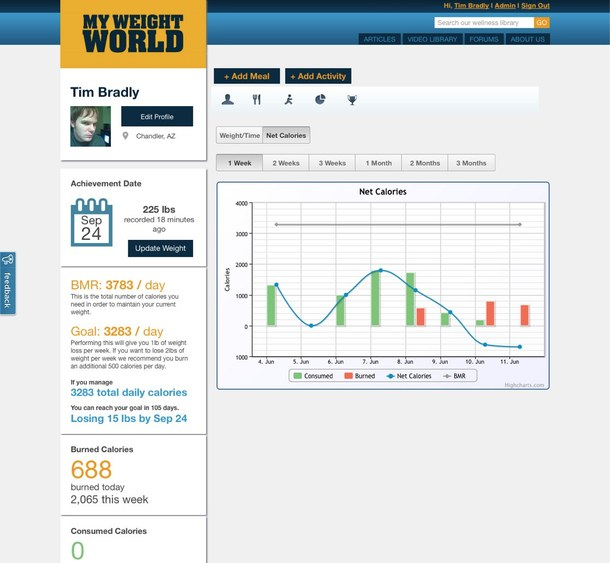 Hi, Tim Bradly | Admin | Sign Out
MY WEIGHT
WORLD
Search our wellness library
GO
ARTICLES
VIDEO LIBRARY
FORUMS
ABOUT US
Tim Bradly
Edit Profile
Chandler, AZ
+ Add Meal
+ Add Activity
Weight/Time
Net Calories
1 Week
2 Weeks
3 Weeks
1 Month
2 Months
3 Months
Achievement Date
Sep
24
225 lbs
recorded 18 minutes
ago
Update Weight
feedback
BMR: 3783 / day
This is the total number of calories you
need in order to maintain your current
weight.
Goal: 3283 / day
Performing this will give you 1lb of weight
loss per week. If you want to lose 2lbs of
weight per week we recommend you burn
an additional 500 calories per day.
If you manage
3283 total daily calories
You can reach your goal in 105 days.
Losing 15 lbs by Sep 24
Burned Calories
688
burned today
2,065 this week
Consumed Calories
0
Net Calories
Calories
4000
3000
2000
1000
0
1000
4. Jun
5. Jun
6. Jun
7. Jun
8. Jun
9. Jun
10. Jun
11. Jun
Consumed
Burned
Net Calories
BMR
Highcharts.com